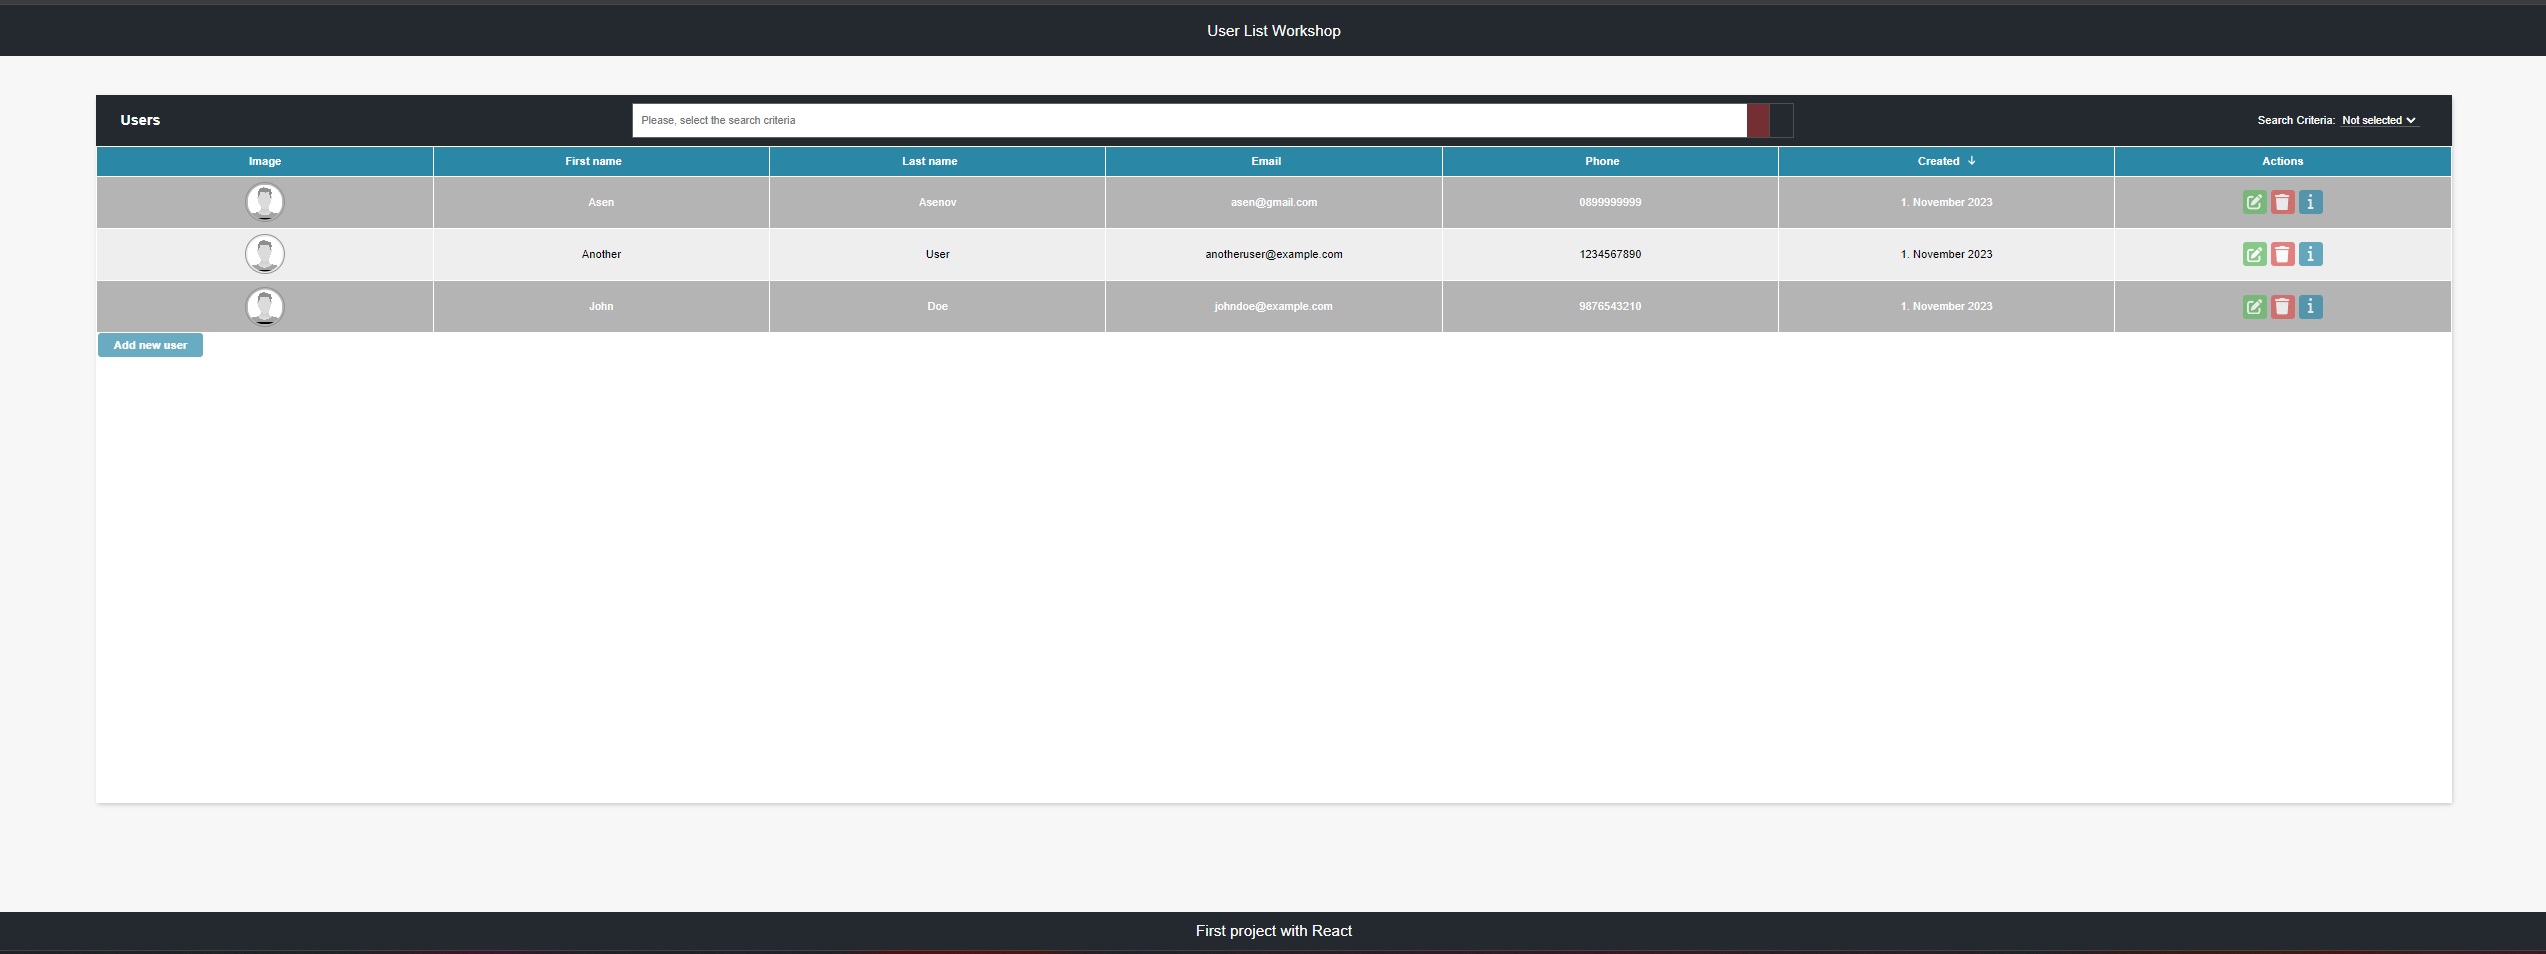 User List Workshop
Users
Please, select the search criteria
Search Criteria: Not selected
Image First name Last name Email Phone Created ↓ Actions
Asen Asenov asen@gmail.com 0899999999 1. November 2023
Another User anotheruser@example.com 1234567890 1. November 2023
John Doe johndoe@example.com 9876543210 1. November 2023
Add new user
First project with React